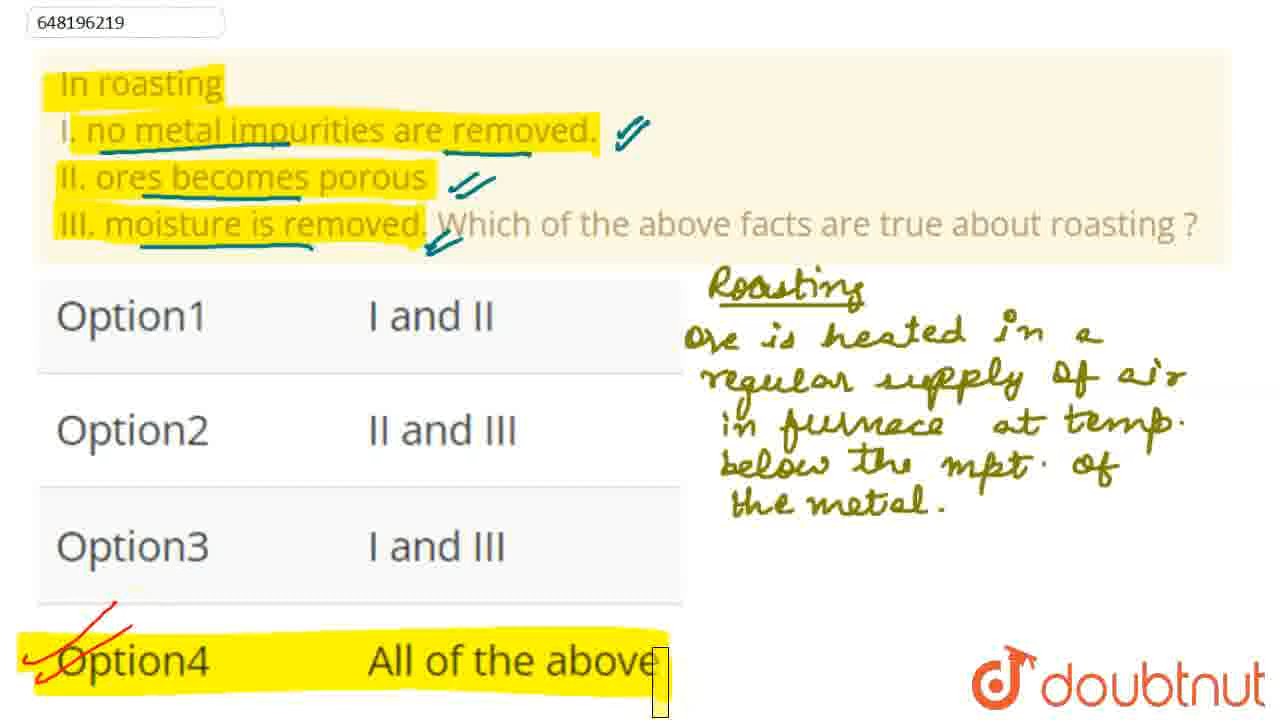 648196219
In roasting
I. no metal impurities are removed.
II. ores becomes porous
III. moisture is removed. Which of the above facts are true about roasting ?
Option1 I and II
Option2 II and III
Option3 I and III
Option4 All of the above
Roasting
Ore is heated in a
regular supply of air
in furnace at temp.
below the mpt. of
the metal.
doubtnut